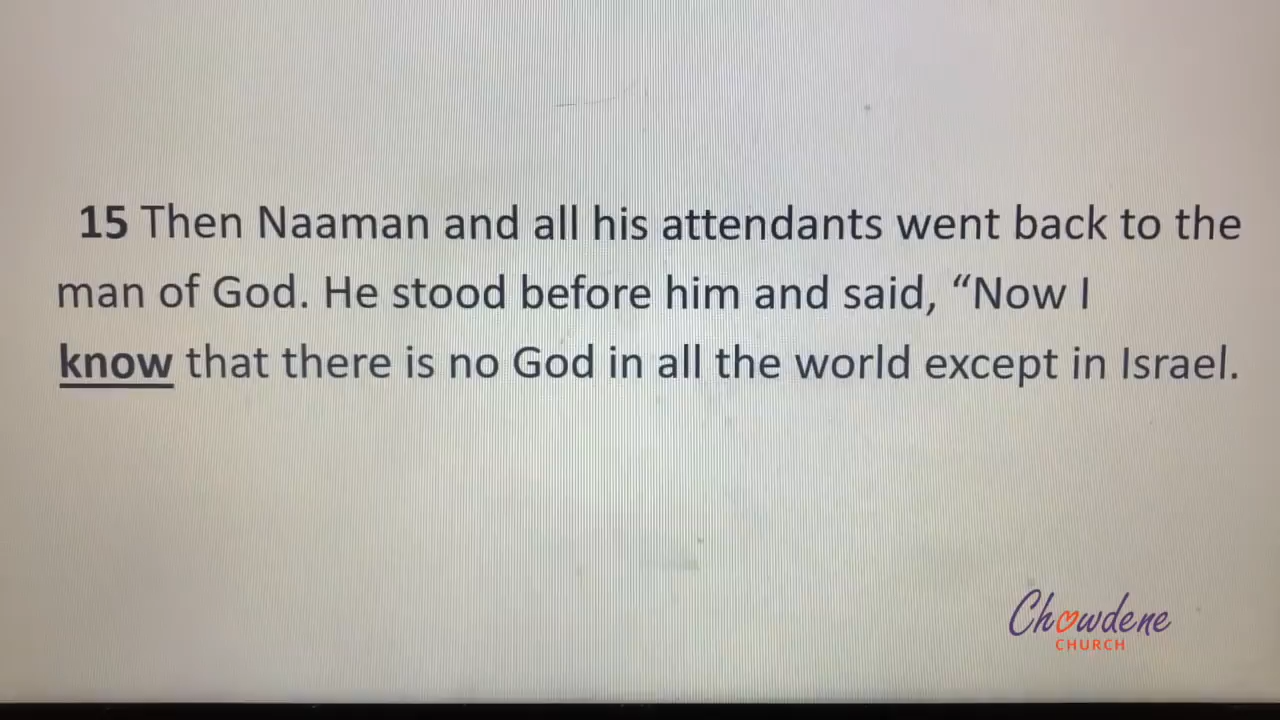 15 Then Naaman and all his attendants went back to the
man of God. He stood before him and said, “Now I
know that there is no God in all the world except in Israel.
Chowdene
CHURCH